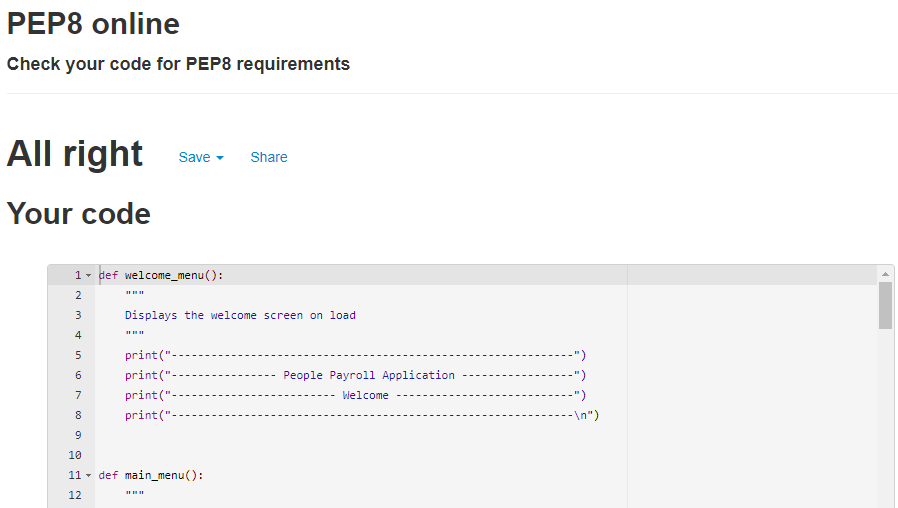 PEP8 online
Check your code for PEP8 requirements
All right Save Share
Your code
1 def welcome_menu():
2 """
3 Displays the welcome screen on load
4 """
5 print("-------------------------------------------------------------")
6 print("---------------- People Payroll Application -----------------")
7 print("------------------------- Welcome ---------------------------")
8 print("-------------------------------------------------------------\n")
9
10
11 def main_menu():
12 """